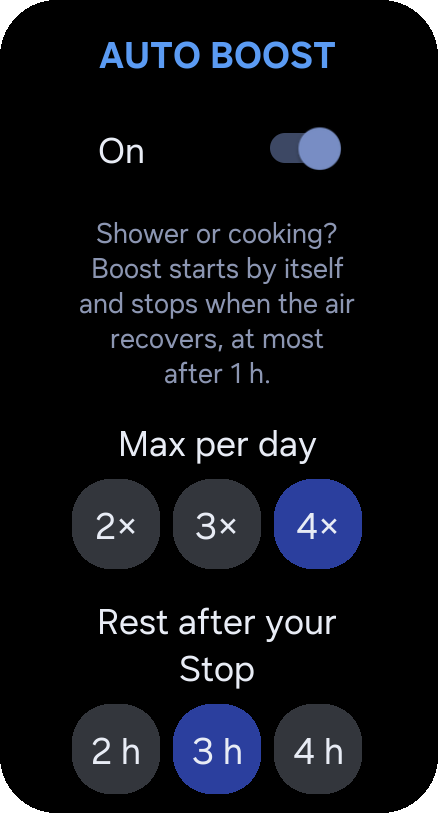 AUTO BOOST
On
Shower or cooking?
Boost starts by itself
and stops when the air
recovers, at most
after 1 h.
Max per day
2× 3× 4×
Rest after your
Stop
2 h 3 h 4 h